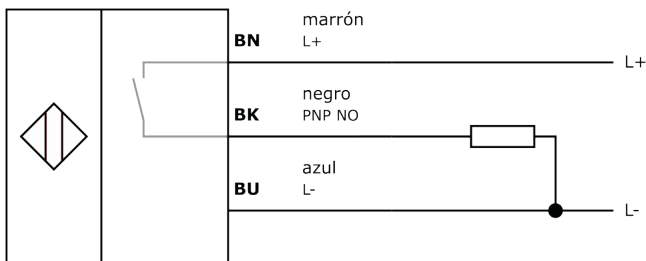 marrón
BN L+
L+
negro
BK PNP NO
azul
BU L-
L-